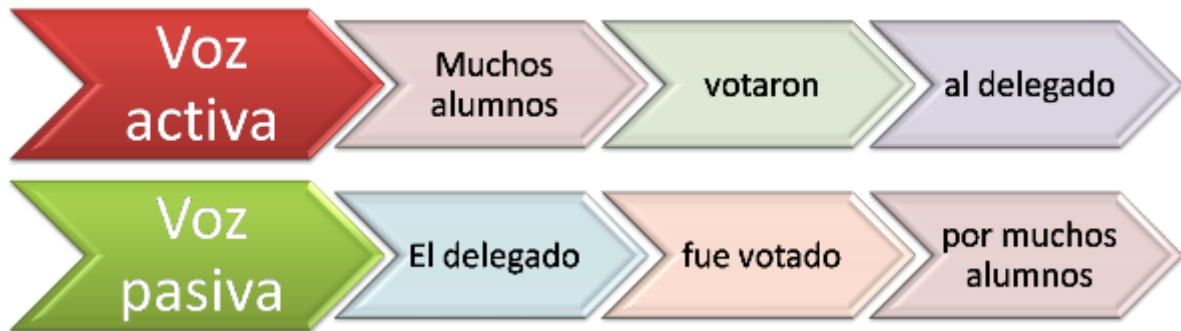 Voz
activa
Muchos
alumnos
votaron
al delegado
Voz
pasiva
El delegado
fue votado
por muchos
alumnos